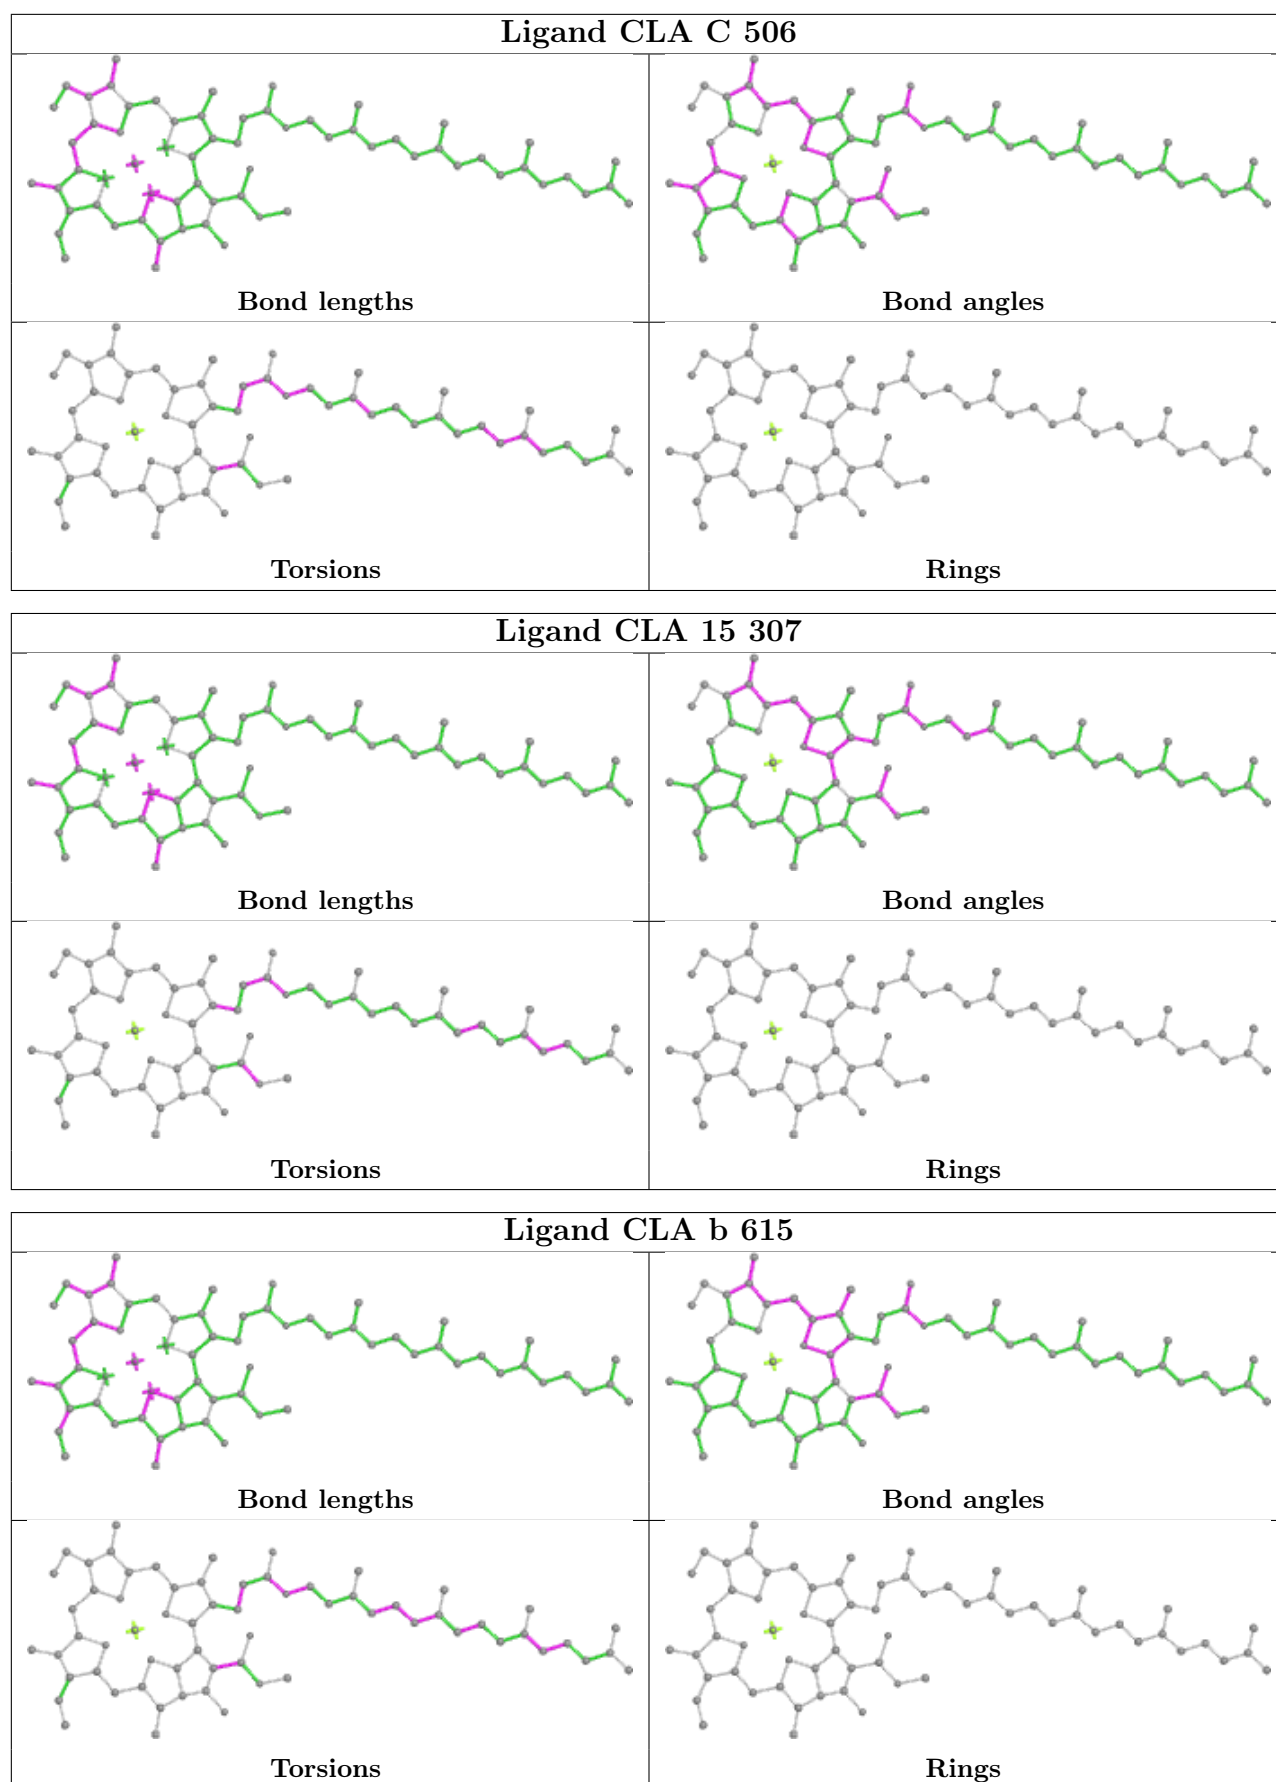 Ligand CLA C 506
Bond lengths
Bond angles
Torsions
Rings
Ligand CLA 15 307
Bond lengths
Bond angles
Torsions
Rings
Ligand CLA b 615
Bond lengths
Bond angles
Torsions
Rings